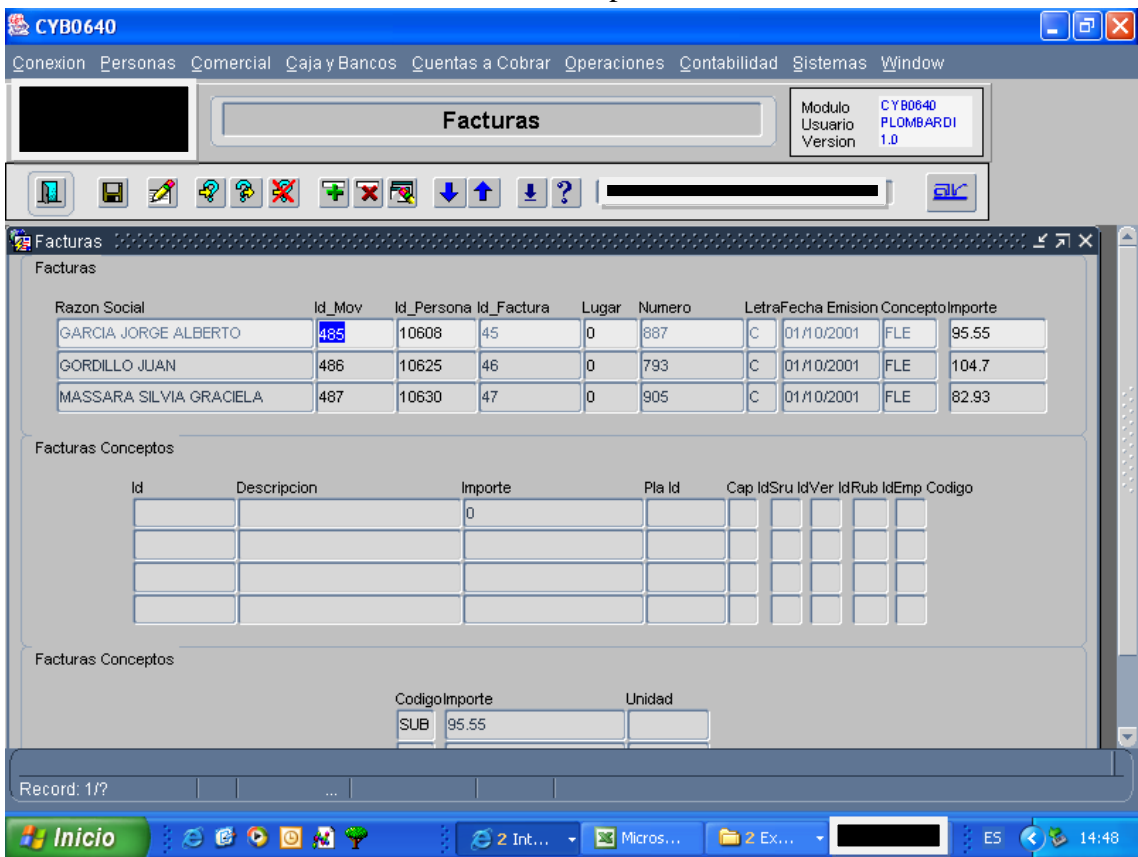 CYB0640
Conexion Personas Comercial Caja y Bancos Cuentas a Cobrar Operaciones Contabilidad Sistemas Window
Facturas
Modulo CYB0640
Usuario PLOMBARDI
Version 1.0
ar
Facturas
Facturas
Razon Social Id_Mov Id_Persona Id_Factura Lugar Numero Letra Fecha Emision Concepto Importe
GARCIA JORGE ALBERTO 485 10608 45 0 887 C 01/10/2001 FLE 95.55
GORDILLO JUAN 486 10625 46 0 793 C 01/10/2001 FLE 104.7
MASSARA SILVIA GRACIELA 487 10630 47 0 905 C 01/10/2001 FLE 82.93
Facturas Conceptos
Id Descripcion Importe Pla Id Cap Id Sru Id Ver Id Rub Id Emp Codigo
0
Facturas Conceptos
Codigo Importe Unidad
SUB 95.55
Record: 1/? ...
Inicio 2 Int... Micros... 2 Ex... ES 14:48